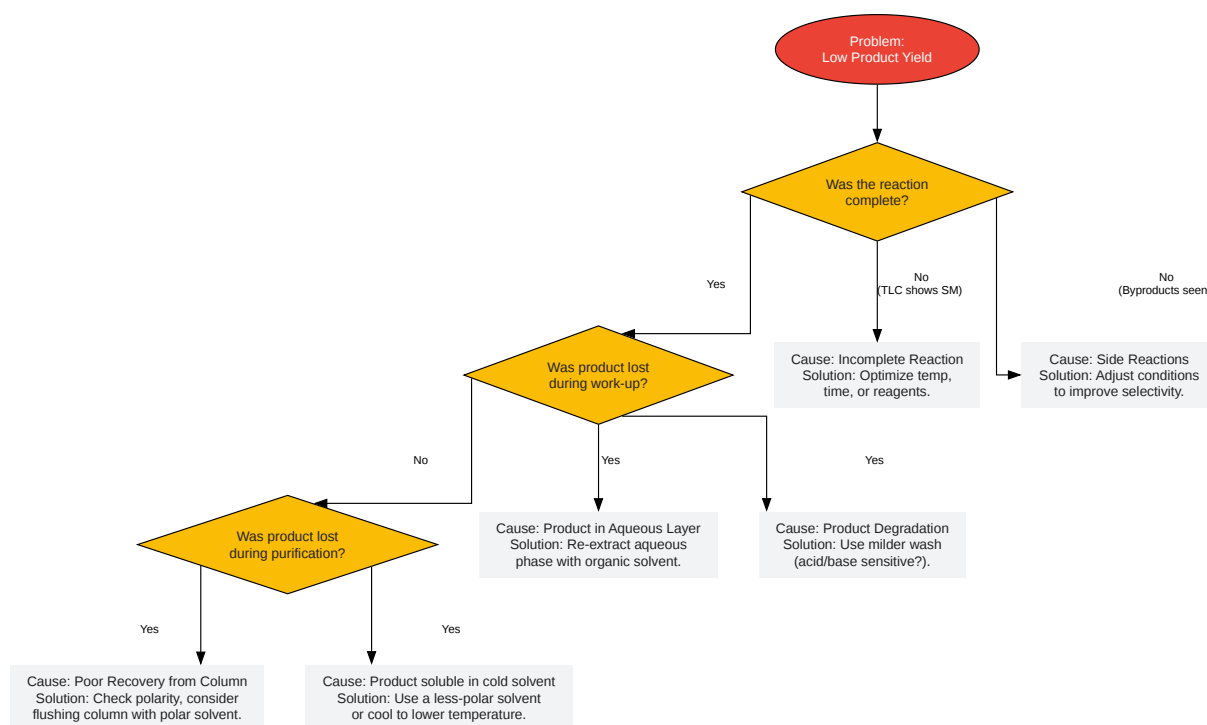 Problem:
Low Product Yield
Was the reaction
complete?
Yes
No
(TLC shows SM)
No
(Byproducts seen
Was product lost
during work-up?
Cause: Incomplete Reaction
Solution: Optimize temp,
time, or reagents.
Cause: Side Reactions
Solution: Adjust conditions
to improve selectivity.
No
Yes
Yes
Was product lost
during purification?
Cause: Product in Aqueous Layer
Solution: Re-extract aqueous
phase with organic solvent.
Cause: Product Degradation
Solution: Use milder wash
(acid/base sensitive?).
Yes
Yes
Cause: Poor Recovery from Column
Solution: Check polarity, consider
flushing column with polar solvent.
Cause: Product soluble in cold solvent
Solution: Use a less-polar solvent
or cool to lower temperature.